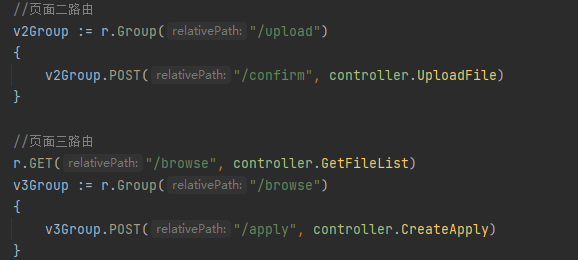 //页面二路由
v2Group := r.Group( relativePath: "/upload")
{
v2Group.POST( relativePath: "/confirm", controller.UploadFile)
}
//页面三路由
r.GET( relativePath: "/browse", controller.GetFileList)
v3Group := r.Group( relativePath: "/browse")
{
v3Group.POST( relativePath: "/apply", controller.CreateApply)
}